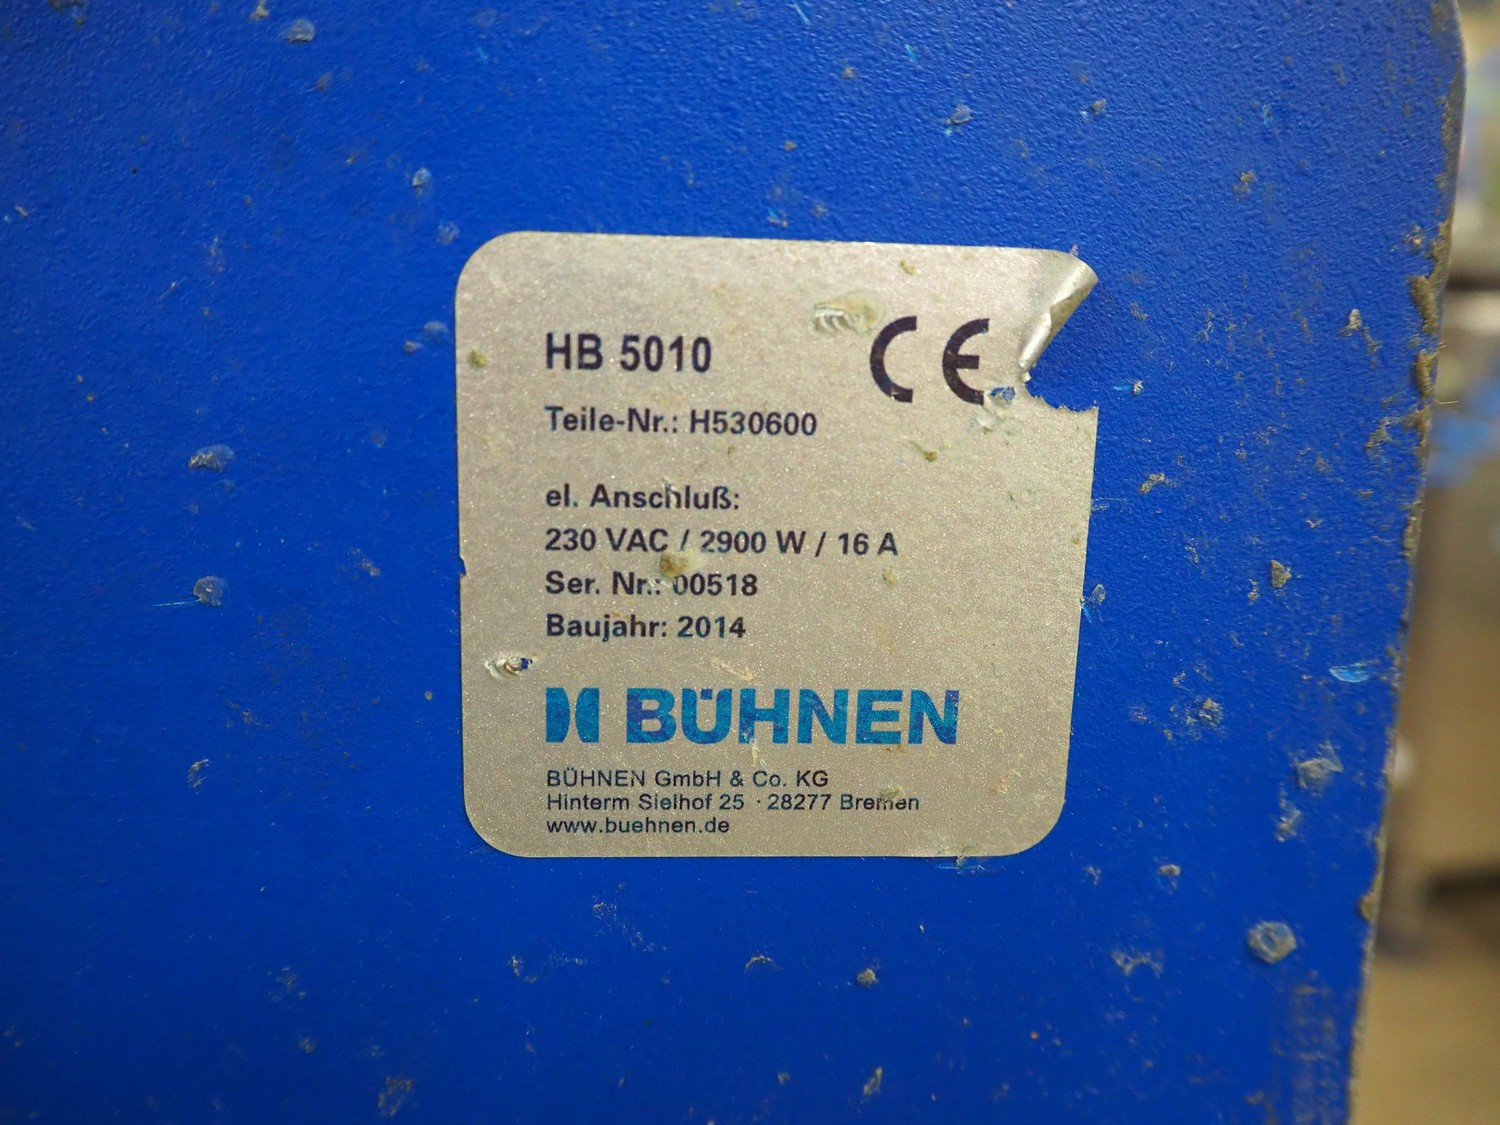 HB 5010 CE
Teile-Nr.: H530600
el. Anschluß:
230 VAC / 2900 W / 16 A
Ser. Nr.: 00518
Baujahr: 2014
BÜHNEN
BÜHNEN GmbH & Co. KG
Hinterm Sielhof 25 · 28277 Bremen
www.buehnen.de